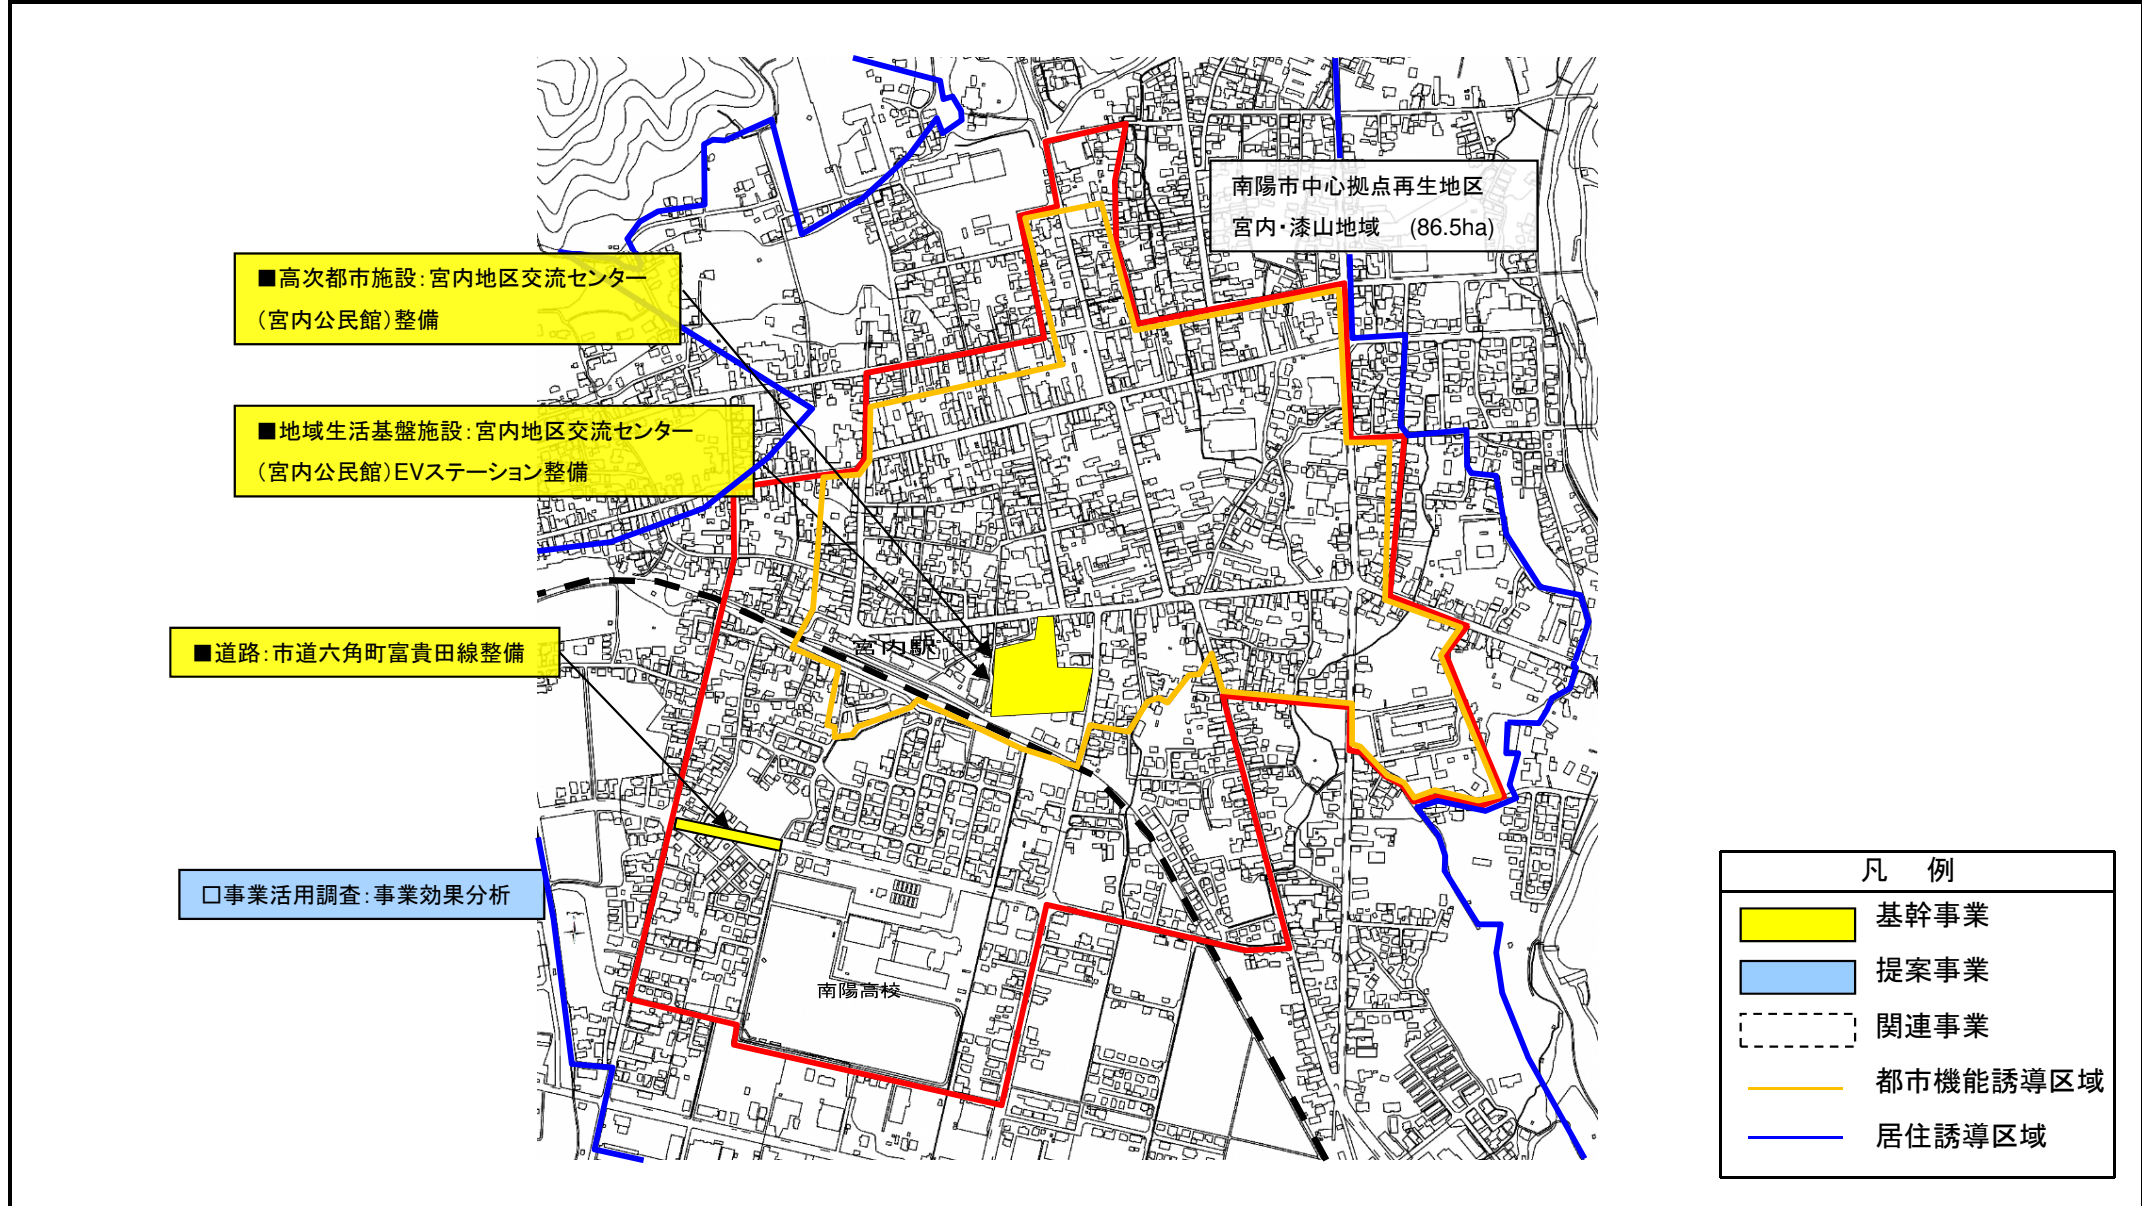 南陽市中心拠点再生地区
宮内・漆山地域 (86.5ha)
■高次都市施設：宮内地区交流センター
（宮内公民館）整備
■地域生活基盤施設：宮内地区交流センター
（宮内公民館）EVステーション整備
■道路：市道六角町富貴田線整備
宮内駅
□事業活用調査：事業効果分析
南陽高校
凡 例
基幹事業
提案事業
関連事業
都市機能誘導区域
居住誘導区域